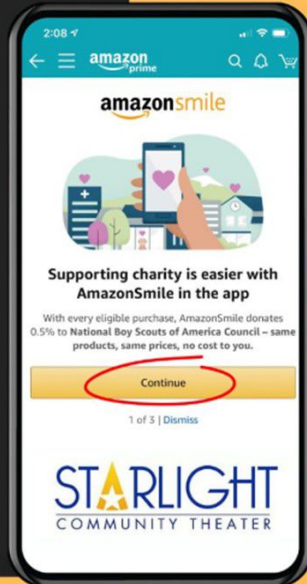 2:08
amazon
prime
amazonsmile
Supporting charity is easier with
AmazonSmile in the app
With every eligible purchase, AmazonSmile donates
0.5% to National Boy Scouts of America Council – same
products, same prices, no cost to you.
Continue
1 of 3 | Dismiss
STARLIGHT
COMMUNITY THEATER